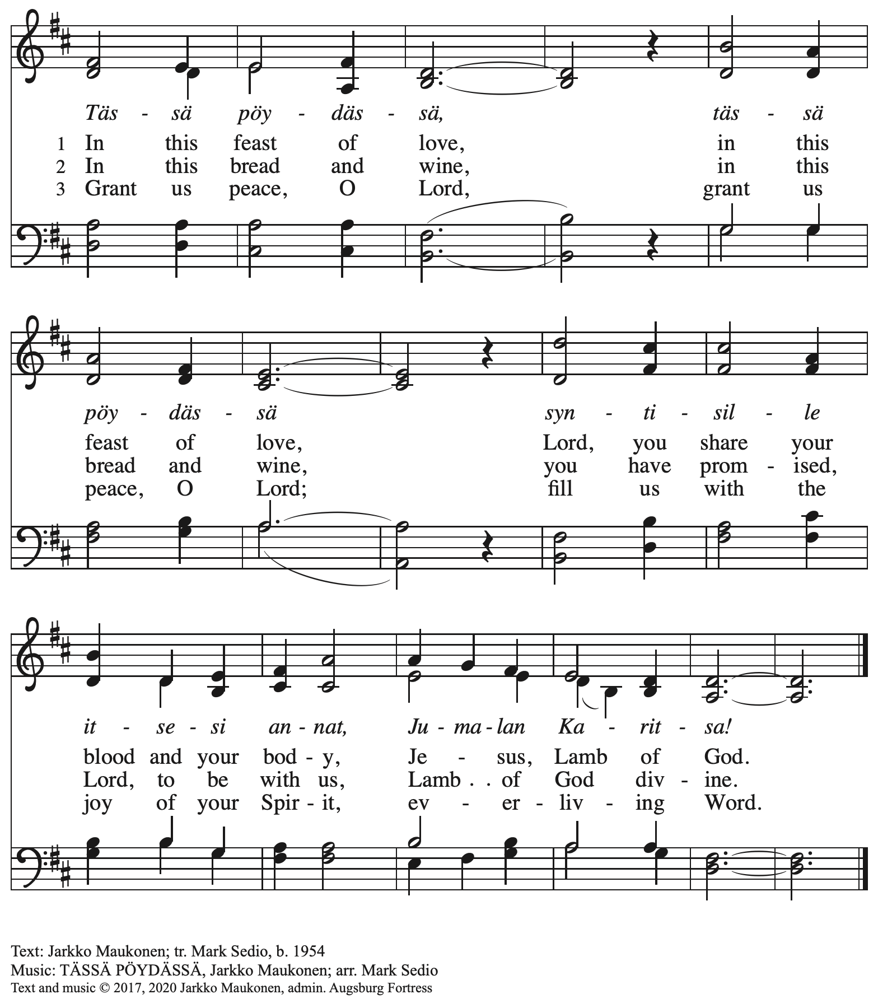 Täs - sä pöy - däs - sä, täs - sä
1 In this feast of love, in this
2 In this bread and wine, in this
3 Grant us peace, O Lord, grant us
pöy - däs - sä syn - ti - sil - le
feast of love, Lord, you share your
bread and wine, you have prom - ised,
peace, O Lord; fill us with the
it - se - si an - nat, Ju - ma - lan Ka - rit - sa!
blood and your bod - y, Je - sus, Lamb of God.
Lord, to be with us, Lamb . . of God div - ine.
joy of your Spir - it, ev - er - liv - ing Word.
Text: Jarkko Maukonen; tr. Mark Sedio, b. 1954
Music: TÄSSÄ PÖYDÄSSÄ, Jarkko Maukonen; arr. Mark Sedio
Text and music © 2017, 2020 Jarkko Maukonen, admin. Augsburg Fortress